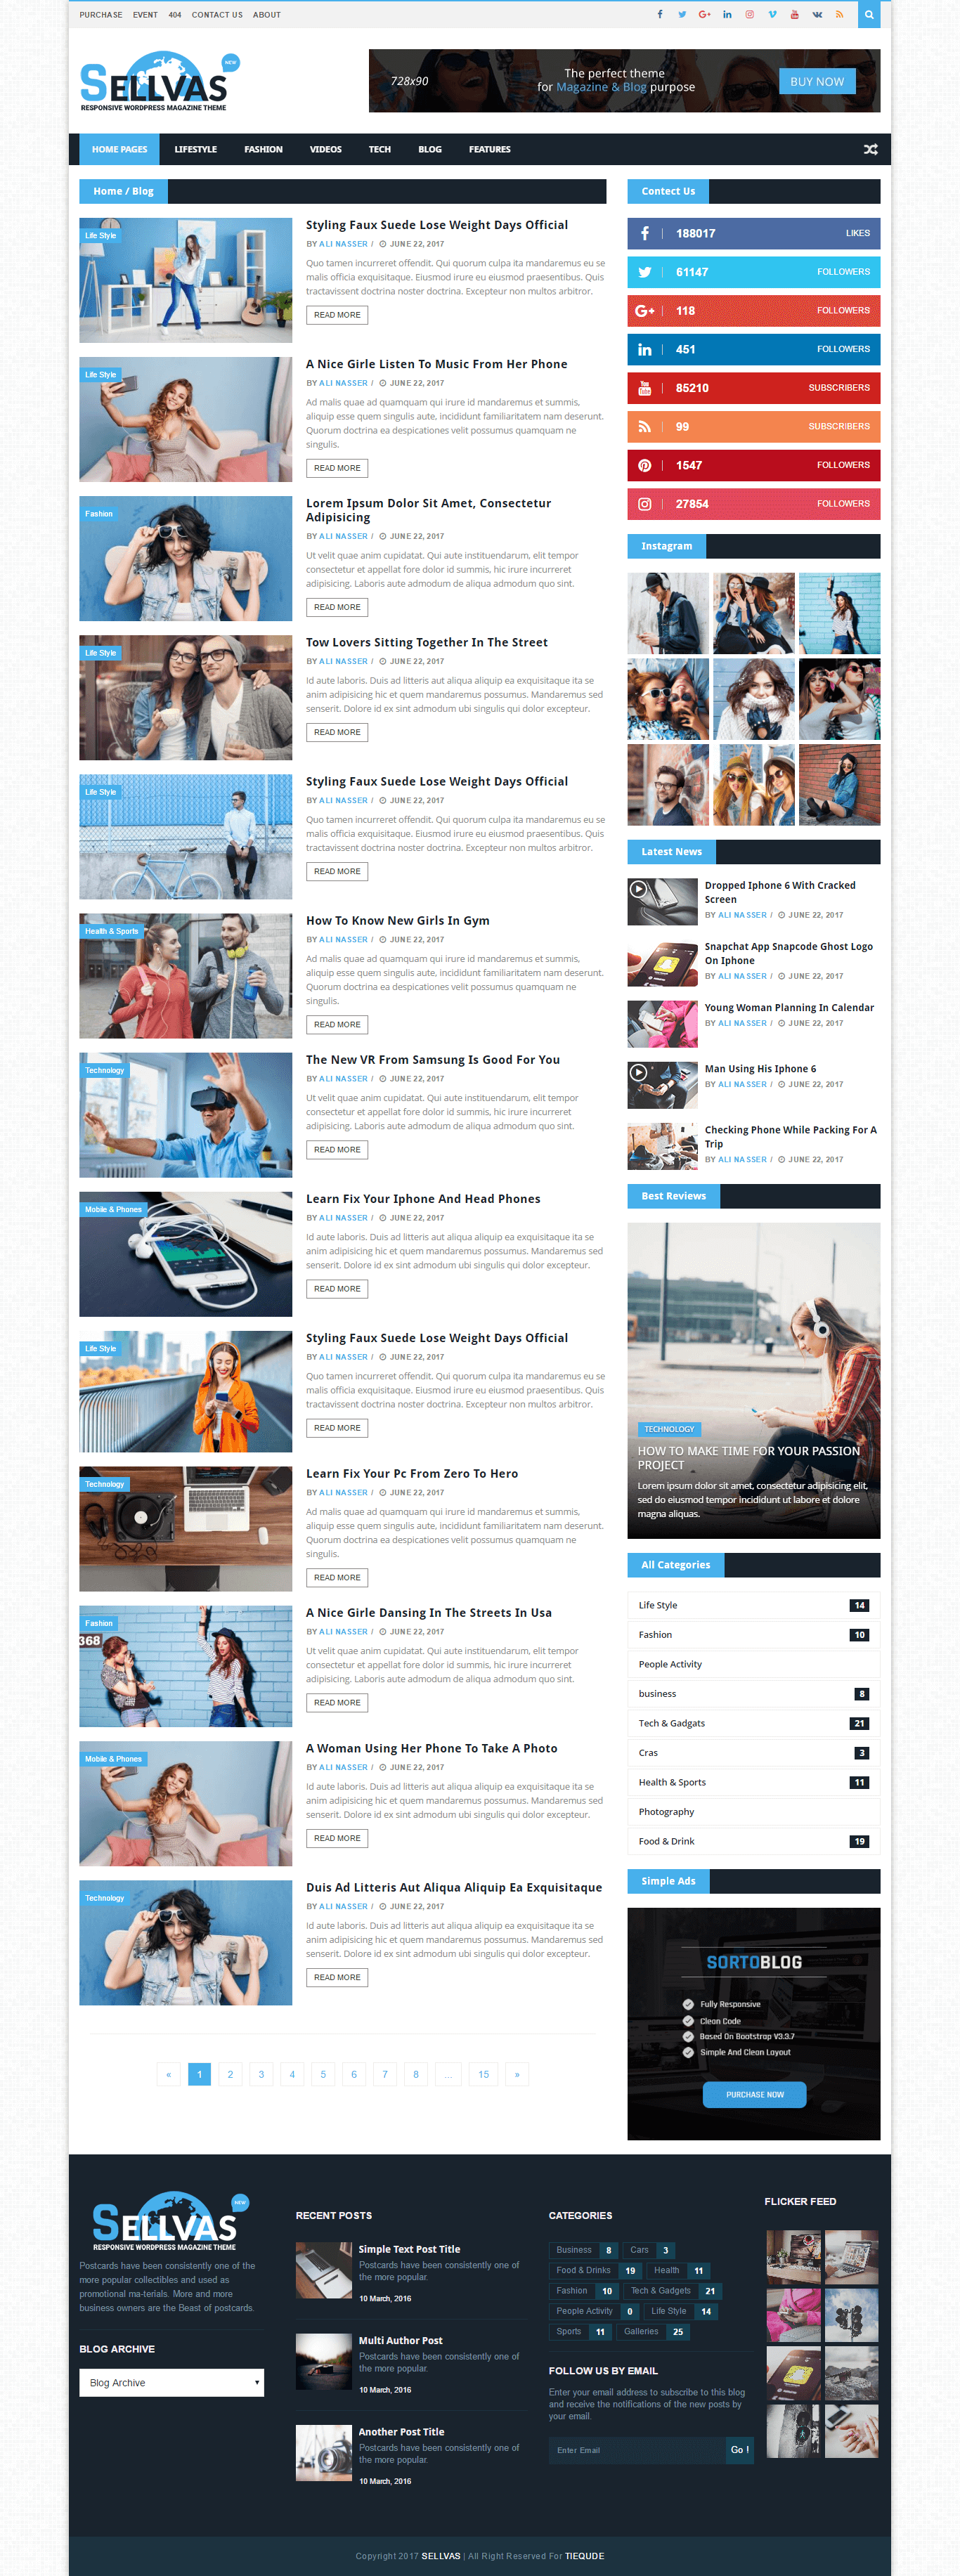 PURCHASE EVENT 404 CONTACT US ABOUT
SELLVAS NEW
RESPONSIVE WORDPRESS MAGAZINE THEME
728x90
The perfect theme
for Magazine & Blog purpose
BUY NOW
HOME PAGES LIFESTYLE FASHION VIDEOS TECH BLOG FEATURES
Home / Blog
Life Style
Styling Faux Suede Lose Weight Days Official
BY ALI NASSER / JUNE 22, 2017
Quo tamen incurreret offendit. Qui quorum culpa ita mandaremus eu se
malis officia exquisitaque. Eiusmod irure eu eiusmod praesentibus. Quis
tractavissent doctrina noster doctrina. Excepteur non multos arbitror.
READ MORE
Life Style
A Nice Girle Listen To Music From Her Phone
BY ALI NASSER / JUNE 22, 2017
Ad malis quae ad quamquam qui irure id mandaremus et summis,
aliquip esse quem singulis aute, incididunt familiaritatem nam deserunt.
Quorum doctrina ea despicationes velit possumus quamquam ne
singulis.
READ MORE
Fashion
Lorem Ipsum Dolor Sit Amet, Consectetur
Adipisicing
BY ALI NASSER / JUNE 22, 2017
Ut velit quae anim cupidatat. Qui aute instituendarum, elit tempor
consectetur et appellat fore dolor id summis, hic irure incurreret
adipisicing. Laboris aute admodum de aliqua admodum quo sint.
READ MORE
Life Style
Tow Lovers Sitting Together In The Street
BY ALI NASSER / JUNE 22, 2017
Id aute laboris. Duis ad litteris aut aliqua aliquip ea exquisitaque ita se
anim adipisicing hic et quem mandaremus possumus. Mandaremus sed
senserit. Dolore id ex sint admodum ubi singulis qui dolor excepteur.
READ MORE
Life Style
Styling Faux Suede Lose Weight Days Official
BY ALI NASSER / JUNE 22, 2017
Quo tamen incurreret offendit. Qui quorum culpa ita mandaremus eu se
malis officia exquisitaque. Eiusmod irure eu eiusmod praesentibus. Quis
tractavissent doctrina noster doctrina. Excepteur non multos arbitror.
READ MORE
Health & Sports
How To Know New Girls In Gym
BY ALI NASSER / JUNE 22, 2017
Ad malis quae ad quamquam qui irure id mandaremus et summis,
aliquip esse quem singulis aute, incididunt familiaritatem nam deserunt.
Quorum doctrina ea despicationes velit possumus quamquam ne
singulis.
READ MORE
Technology
The New VR From Samsung Is Good For You
BY ALI NASSER / JUNE 22, 2017
Ut velit quae anim cupidatat. Qui aute instituendarum, elit tempor
consectetur et appellat fore dolor id summis, hic irure incurreret
adipisicing. Laboris aute admodum de aliqua admodum quo sint.
READ MORE
Mobile & Phones
Learn Fix Your Iphone And Head Phones
BY ALI NASSER / JUNE 22, 2017
Id aute laboris. Duis ad litteris aut aliqua aliquip ea exquisitaque ita se
anim adipisicing hic et quem mandaremus possumus. Mandaremus sed
senserit. Dolore id ex sint admodum ubi singulis qui dolor excepteur.
READ MORE
Life Style
Styling Faux Suede Lose Weight Days Official
BY ALI NASSER / JUNE 22, 2017
Quo tamen incurreret offendit. Qui quorum culpa ita mandaremus eu se
malis officia exquisitaque. Eiusmod irure eu eiusmod praesentibus. Quis
tractavissent doctrina noster doctrina. Excepteur non multos arbitror.
READ MORE
Technology
Learn Fix Your Pc From Zero To Hero
BY ALI NASSER / JUNE 22, 2017
Ad malis quae ad quamquam qui irure id mandaremus et summis,
aliquip esse quem singulis aute, incididunt familiaritatem nam deserunt.
Quorum doctrina ea despicationes velit possumus quamquam ne
singulis.
READ MORE
Fashion
368
A Nice Girle Dansing In The Streets In Usa
BY ALI NASSER / JUNE 22, 2017
Ut velit quae anim cupidatat. Qui aute instituendarum, elit tempor
consectetur et appellat fore dolor id summis, hic irure incurreret
adipisicing. Laboris aute admodum de aliqua admodum quo sint.
READ MORE
Mobile & Phones
A Woman Using Her Phone To Take A Photo
BY ALI NASSER / JUNE 22, 2017
Id aute laboris. Duis ad litteris aut aliqua aliquip ea exquisitaque ita se
anim adipisicing hic et quem mandaremus possumus. Mandaremus sed
senserit. Dolore id ex sint admodum ubi singulis qui dolor excepteur.
READ MORE
Technology
Duis Ad Litteris Aut Aliqua Aliquip Ea Exquisitaque
BY ALI NASSER / JUNE 22, 2017
Id aute laboris. Duis ad litteris aut aliqua aliquip ea exquisitaque ita se
anim adipisicing hic et quem mandaremus possumus. Mandaremus sed
senserit. Dolore id ex sint admodum ubi singulis qui dolor excepteur.
READ MORE
« 1 2 3 4 5 6 7 8 ... 15 »
Contect Us
188017 LIKES
61147 FOLLOWERS
118 FOLLOWERS
451 FOLLOWERS
85210 SUBSCRIBERS
99 SUBSCRIBERS
1547 FOLLOWERS
27854 FOLLOWERS
Instagram
Latest News
Dropped Iphone 6 With Cracked
Screen
BY ALI NASSER / JUNE 22, 2017
Snapchat App Snapcode Ghost Logo
On Iphone
BY ALI NASSER / JUNE 22, 2017
Young Woman Planning In Calendar
BY ALI NASSER / JUNE 22, 2017
Man Using His Iphone 6
BY ALI NASSER / JUNE 22, 2017
Checking Phone While Packing For A
Trip
BY ALI NASSER / JUNE 22, 2017
Best Reviews
TECHNOLOGY
HOW TO MAKE TIME FOR YOUR PASSION
PROJECT
Lorem ipsum dolor sit amet, consectetur adipisicing elit,
sed do eiusmod tempor incididunt ut labore et dolore
magna aliquas.
All Categories
Life Style 14
Fashion 10
People Activity
business 8
Tech & Gadgats 21
Cras 3
Health & Sports 11
Photography
Food & Drink 19
Simple Ads
SORTOBLOG
Fully Responsive
Clean Code
Based On Bootstrap V3.3.7
Simple And Clean Layout
PURCHASE NOW
SELLVAS NEW
RESPONSIVE WORDPRESS MAGAZINE THEME
Postcards have been consistently one of the
more popular collectibles and used as
promotional ma-terials. More and more
business owners are the Beast of postcards.
BLOG ARCHIVE
Blog Archive
RECENT POSTS
Simple Text Post Title
Postcards have been consistently one of
the more popular.
10 March, 2016
Multi Author Post
Postcards have been consistently one of
the more popular.
10 March, 2016
Another Post Title
Postcards have been consistently one of
the more popular.
10 March, 2016
CATEGORIES
Business 8 Cars 3
Food & Drinks 19 Health 11
Fashion 10 Tech & Gadgets 21
People Activity 0 Life Style 14
Sports 11 Galleries 25
FOLLOW US BY EMAIL
Enter your email address to subscribe to this blog
and receive the notifications of the new posts by
your email.
Enter Email Go !
FLICKER FEED
Copyright 2017 SELLVAS | All Right Reserved For TIEQUDE